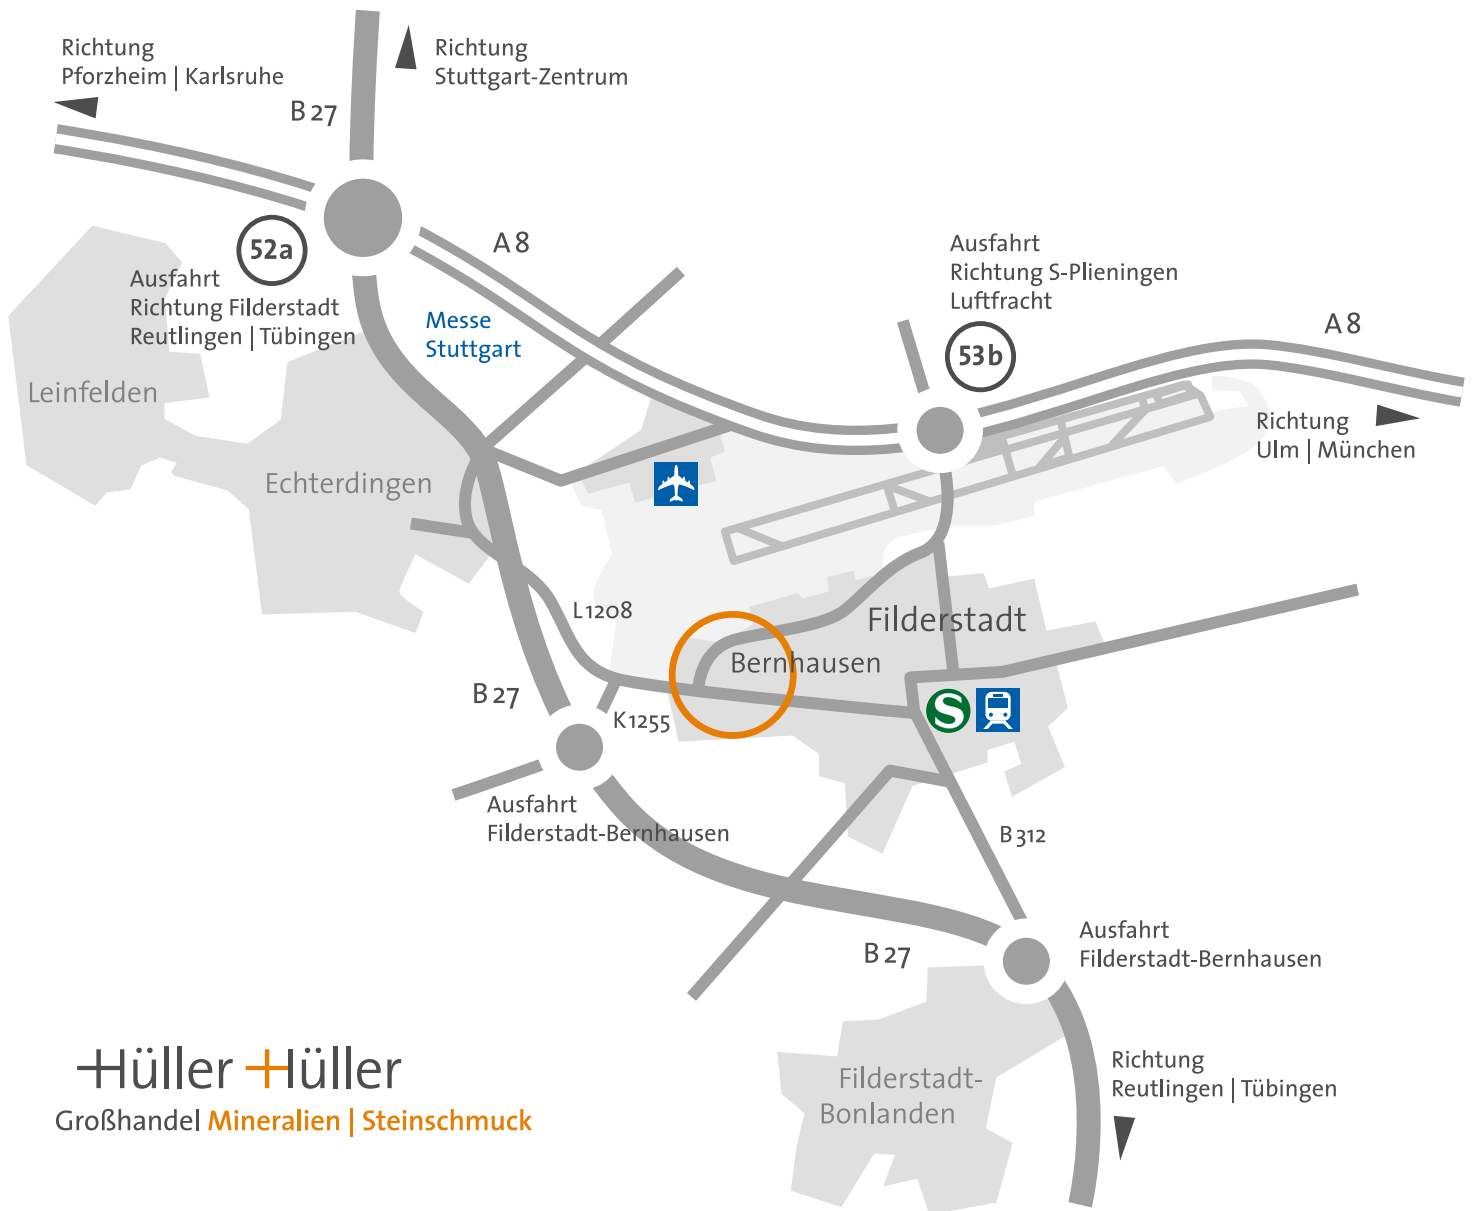 Richtung
Pforzheim | Karlsruhe
Richtung
Stuttgart-Zentrum
B 27
52a
A 8
Ausfahrt
Richtung Filderstadt
Reutlingen | Tübingen
Messe
Stuttgart
Ausfahrt
Richtung S-Plieningen
Luftfracht
53b
A 8
Leinfelden
Richtung
Ulm | München
Echterdingen
L 1208
Filderstadt
Bernhausen
B 27
K 1255
S
Ausfahrt
Filderstadt-Bernhausen
B 312
Ausfahrt
Filderstadt-Bernhausen
B 27
Filderstadt-
Bonlanden
Richtung
Reutlingen | Tübingen
Hüller Hüller
Großhandel Mineralien | Steinschmuck